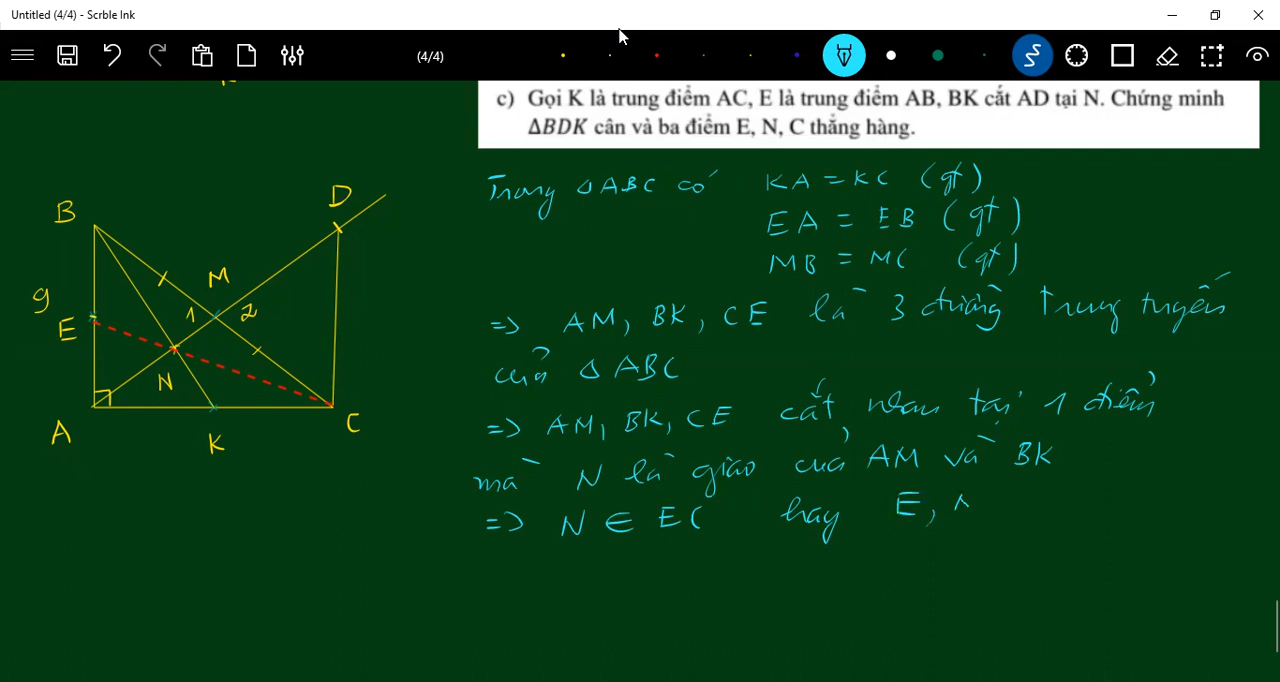 Untitled (4/4) - Scrble Ink
(4/4)
c) Gọi K là trung điểm AC, E là trung điểm AB, BK cắt AD tại N. Chứng minh
ΔBDK cân và ba điểm E, N, C thẳng hàng.
Trong ΔABC có KA = KC (gt)
EA = EB (gt)
MB = MC (gt)
=> AM, BK, CE là 3 đường trung tuyến
của Δ ABC
=> AM, BK, CE cắt nhau tại 1 điểm
mà N là giao của AM và BK
=> N ∈ EC hay E, N
B
D
M
9
1
2
E
N
A
K
C